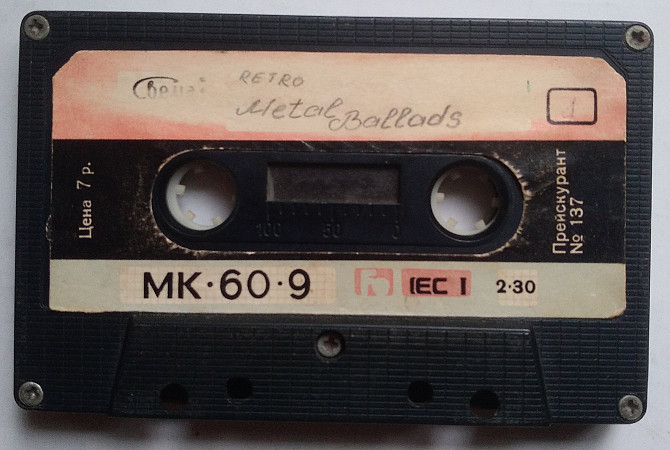 RETRO
Metal Ballads
1
Цена 7 р.
100 50 0
Прейскурант
№ 137
МК·60·9
IEC I
2·30